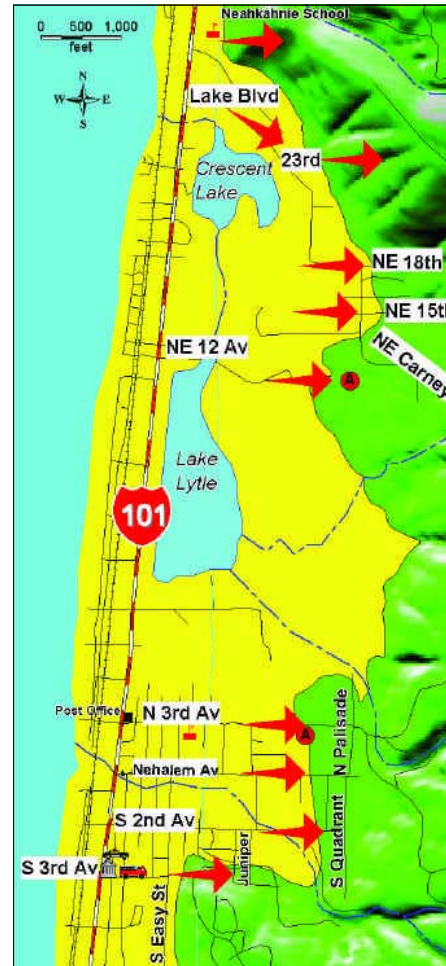 Neahkahnie School
0 500 1,000
feet
N
W E
S
Lake Blvd
23rd
Crescent
Lake
NE 18th
NE 15th
NE 12 Av
NE Carney
A
Lake
Lytle
101
Post Office
N 3rd Av
A
N Palisade
Nehalem Av
S 2nd Av
S Quadrant
Juniper
S 3rd Av
S Easy St